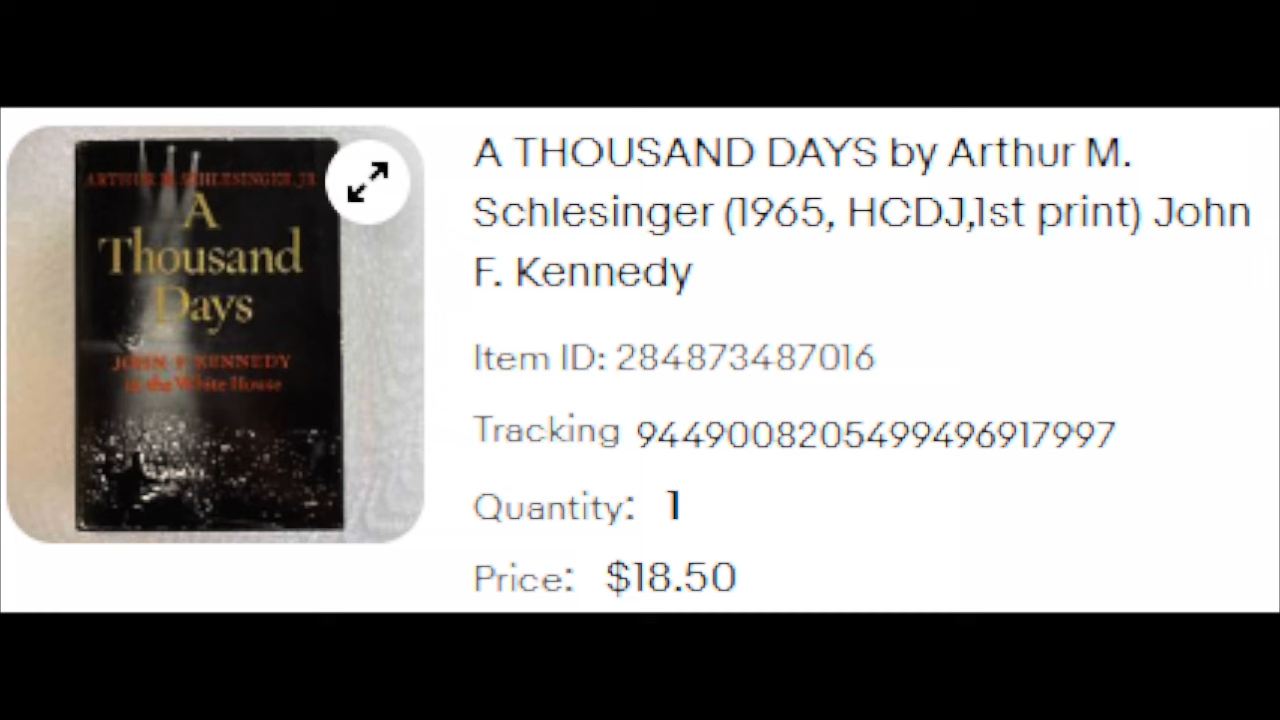 ARTHUR M. SCHLESINGER, JR.
A
Thousand
Days
JOHN F. KENNEDY
in the White House
A THOUSAND DAYS by Arthur M.
Schlesinger (1965, HCDJ,1st print) John
F. Kennedy
Item ID: 284873487016
Tracking 9449008205499496917997
Quantity: 1
Price: $18.50